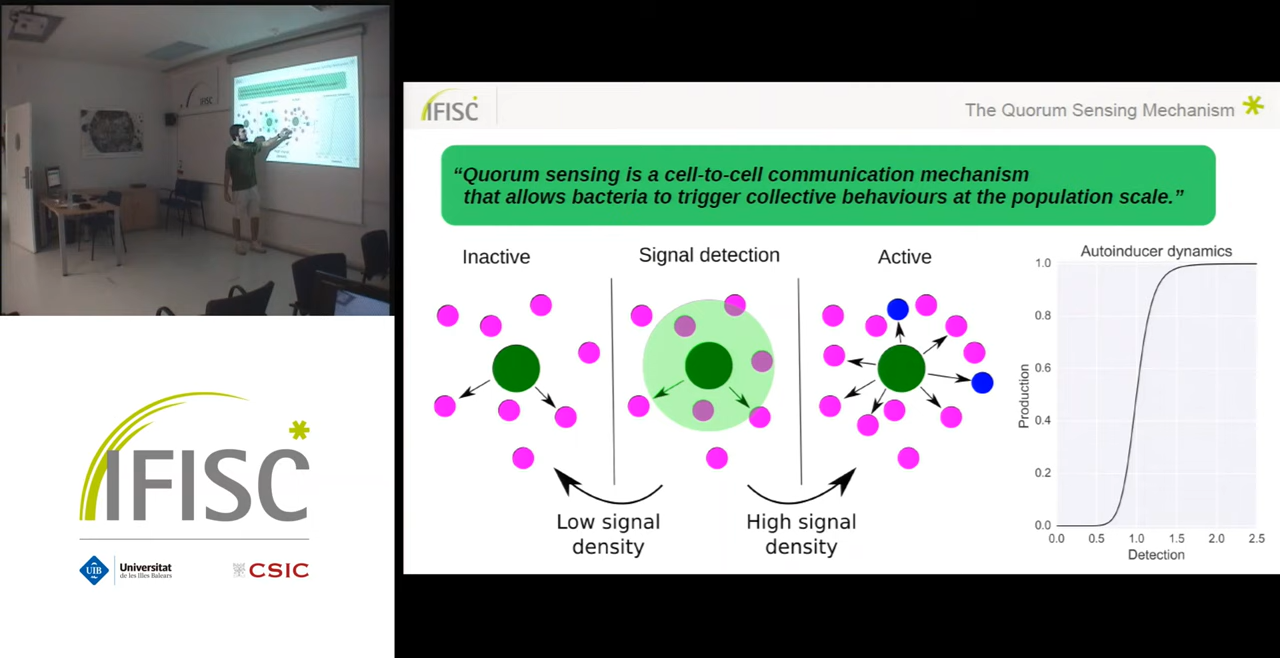 IFISC
The Quorum Sensing Mechanism
“Quorum sensing is a cell-to-cell communication mechanism
that allows bacteria to trigger collective behaviours at the population scale.”
Inactive
Signal detection
Active
Low signal
density
High signal
density
Autoinducer dynamics
1.0
0.8
0.6
0.4
0.2
0.0
Production
0.0 0.5 1.0 1.5 2.0 2.5
Detection
IFISC
IFISC
UIB
Universitat
de les Illes Balears
CSIC